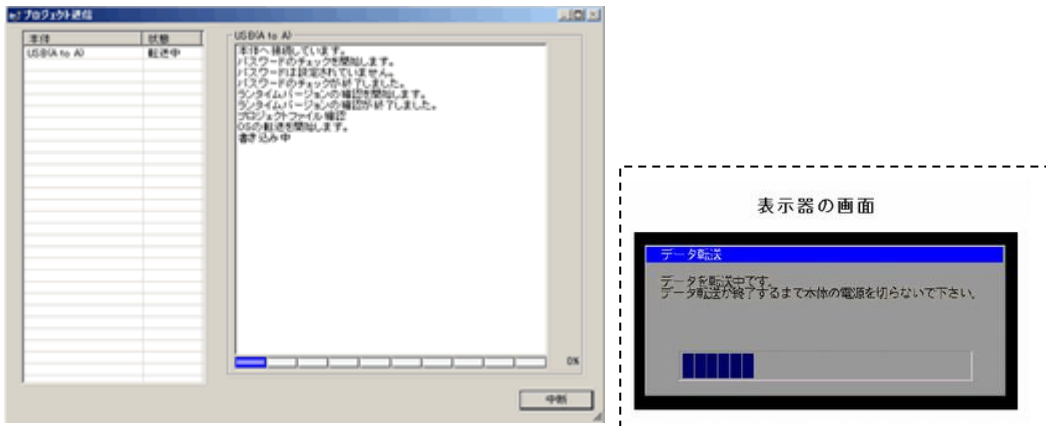 プロジェクト送信
本体
状態
USB(A to A)
転送中
USB(A to A)
本体へ接続しています。
パスワードのチェックを開始します。
パスワードは設定されていません。
パスワードのチェックが終了しました。
ランタイムバージョンの確認を開始します。
ランタイムバージョンの確認が終了しました。
プロジェクトファイル確認
OSの転送を開始します。
書き込み中
0%
中断
表示器の画面
データ転送
データを転送中です。
データ転送が終了するまで本体の電源を切らないで下さい。